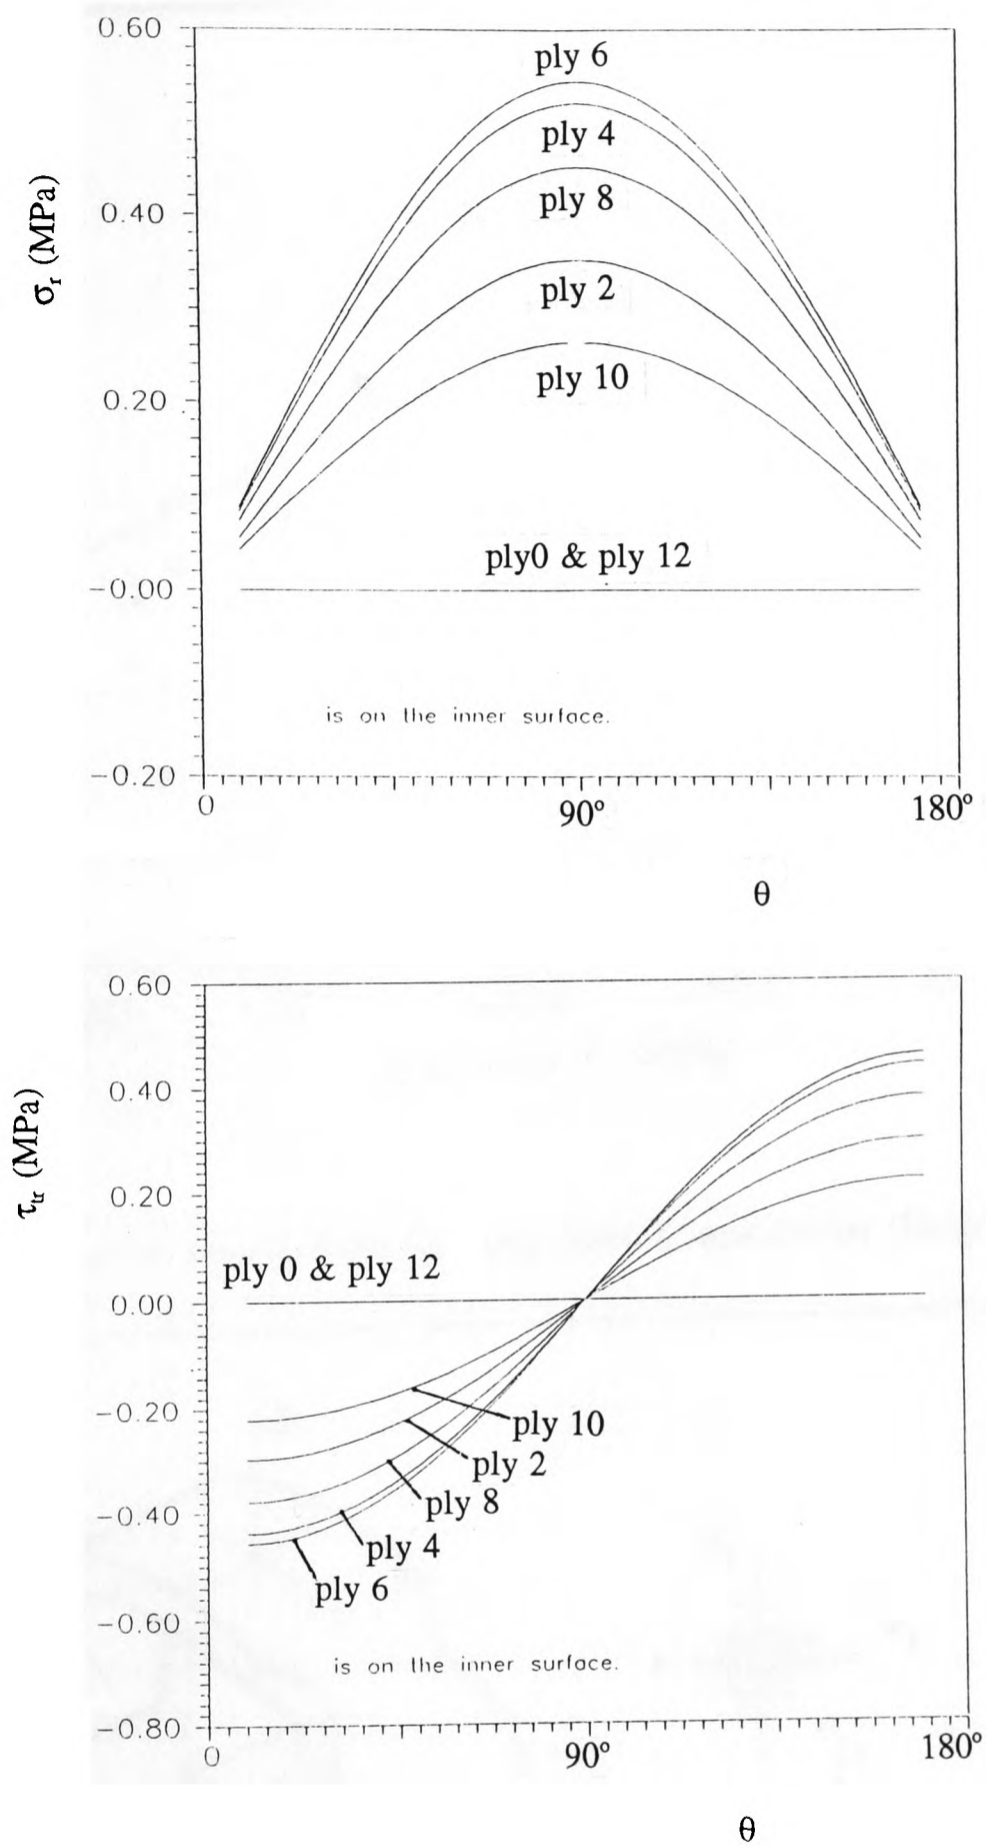 0.60
ply 6
ply 4
ply 8
0.40
ply 2
ply 10
0.20
ply0 & ply 12
−0.00
is on the inner surface.
−0.20
0
90°
180°
σr (MPa)
θ
0.60
0.40
0.20
ply 0 & ply 12
0.00
−0.20
ply 10
ply 2
ply 8
−0.40
ply 4
ply 6
−0.60
is on the inner surface.
−0.80
0
90°
180°
τtr (MPa)
θ